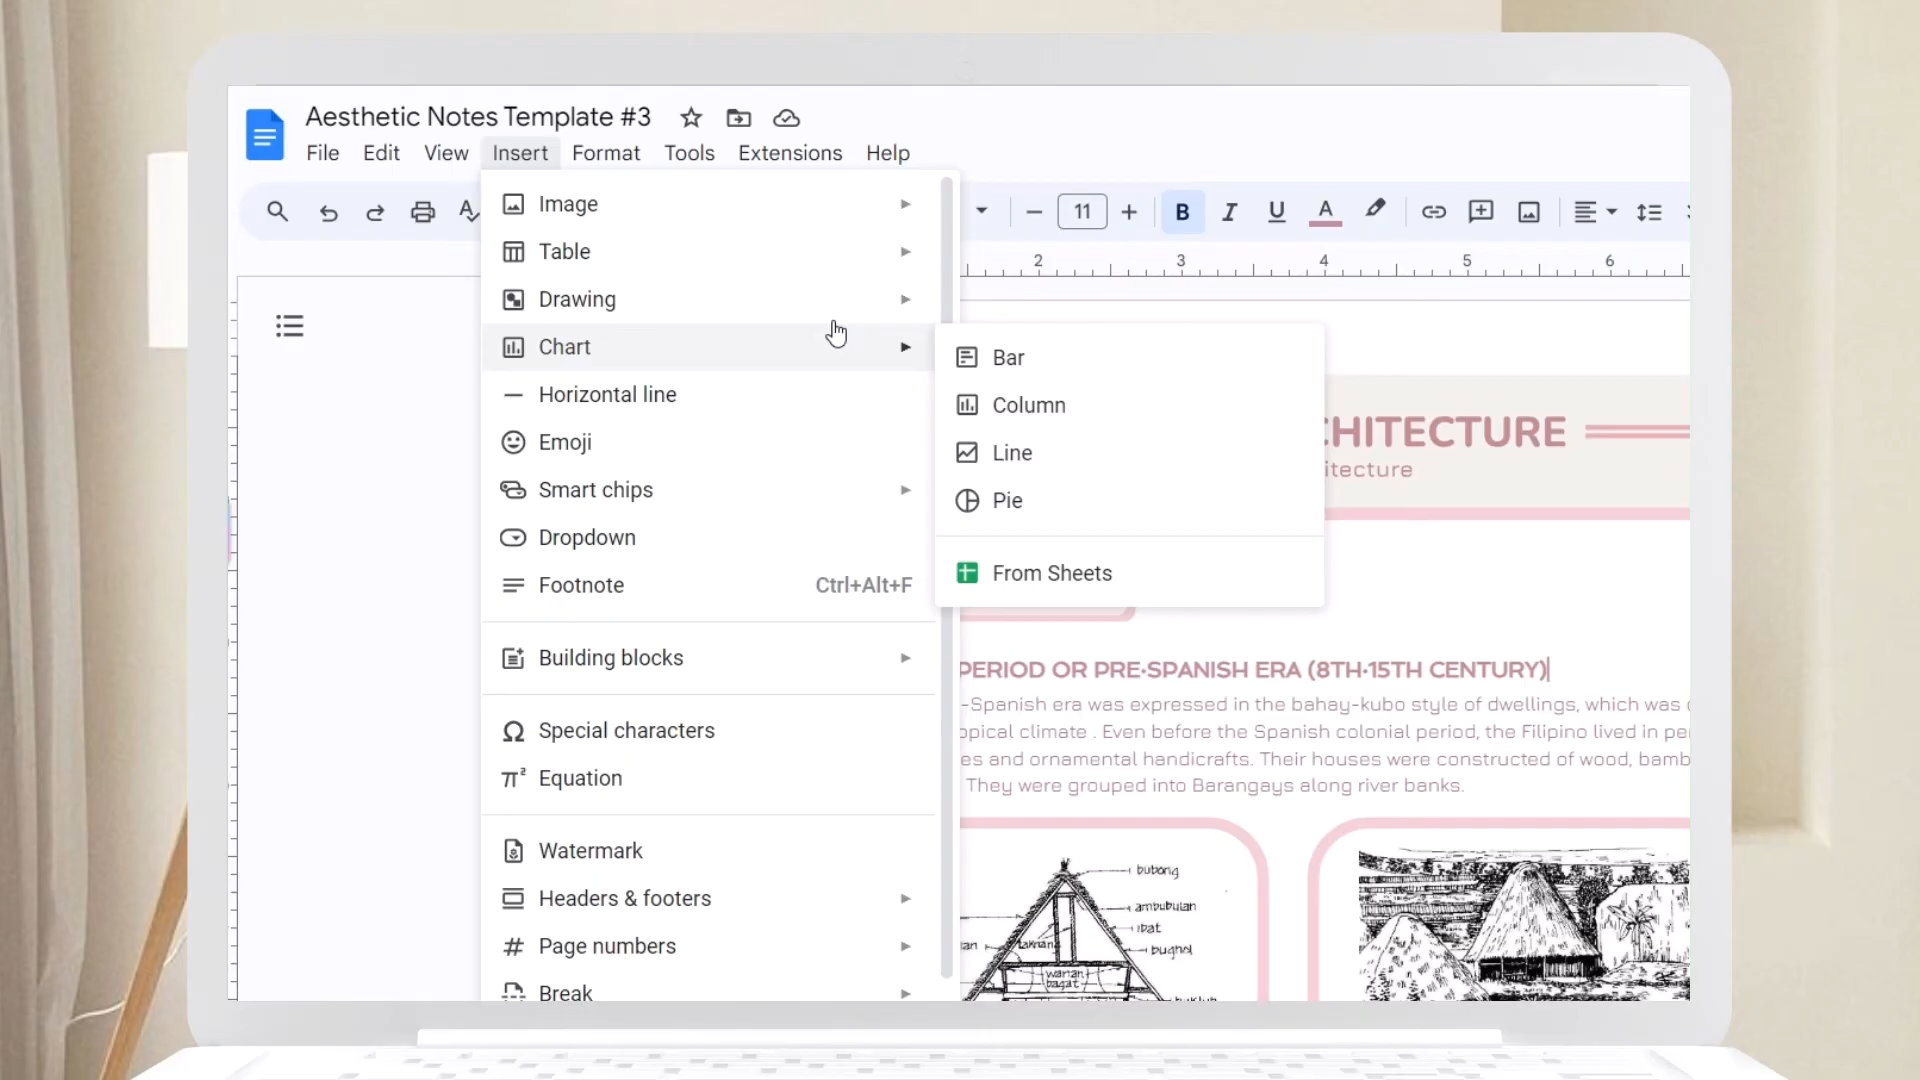 Aesthetic Notes Template #3
File Edit View Insert Format Tools Extensions Help
11
Image
Table
Drawing
Chart
Horizontal line
Emoji
Smart chips
Dropdown
Footnote Ctrl+Alt+F
Building blocks
Special characters
Equation
Watermark
Headers & footers
Page numbers
Break
Bar
Column
Line
Pie
From Sheets
2 3 4 5 6
CHITECTURE
itecture
PERIOD OR PRE-SPANISH ERA (8TH-15TH CENTURY)
-Spanish era was expressed in the bahay-kubo style of dwellings, which was
opical climate . Even before the Spanish colonial period, the Filipino lived in pe
es and ornamental handicrafts. Their houses were constructed of wood, bamb
They were grouped into Barangays along river banks.
bubong
ambubulan
ibat
bughol